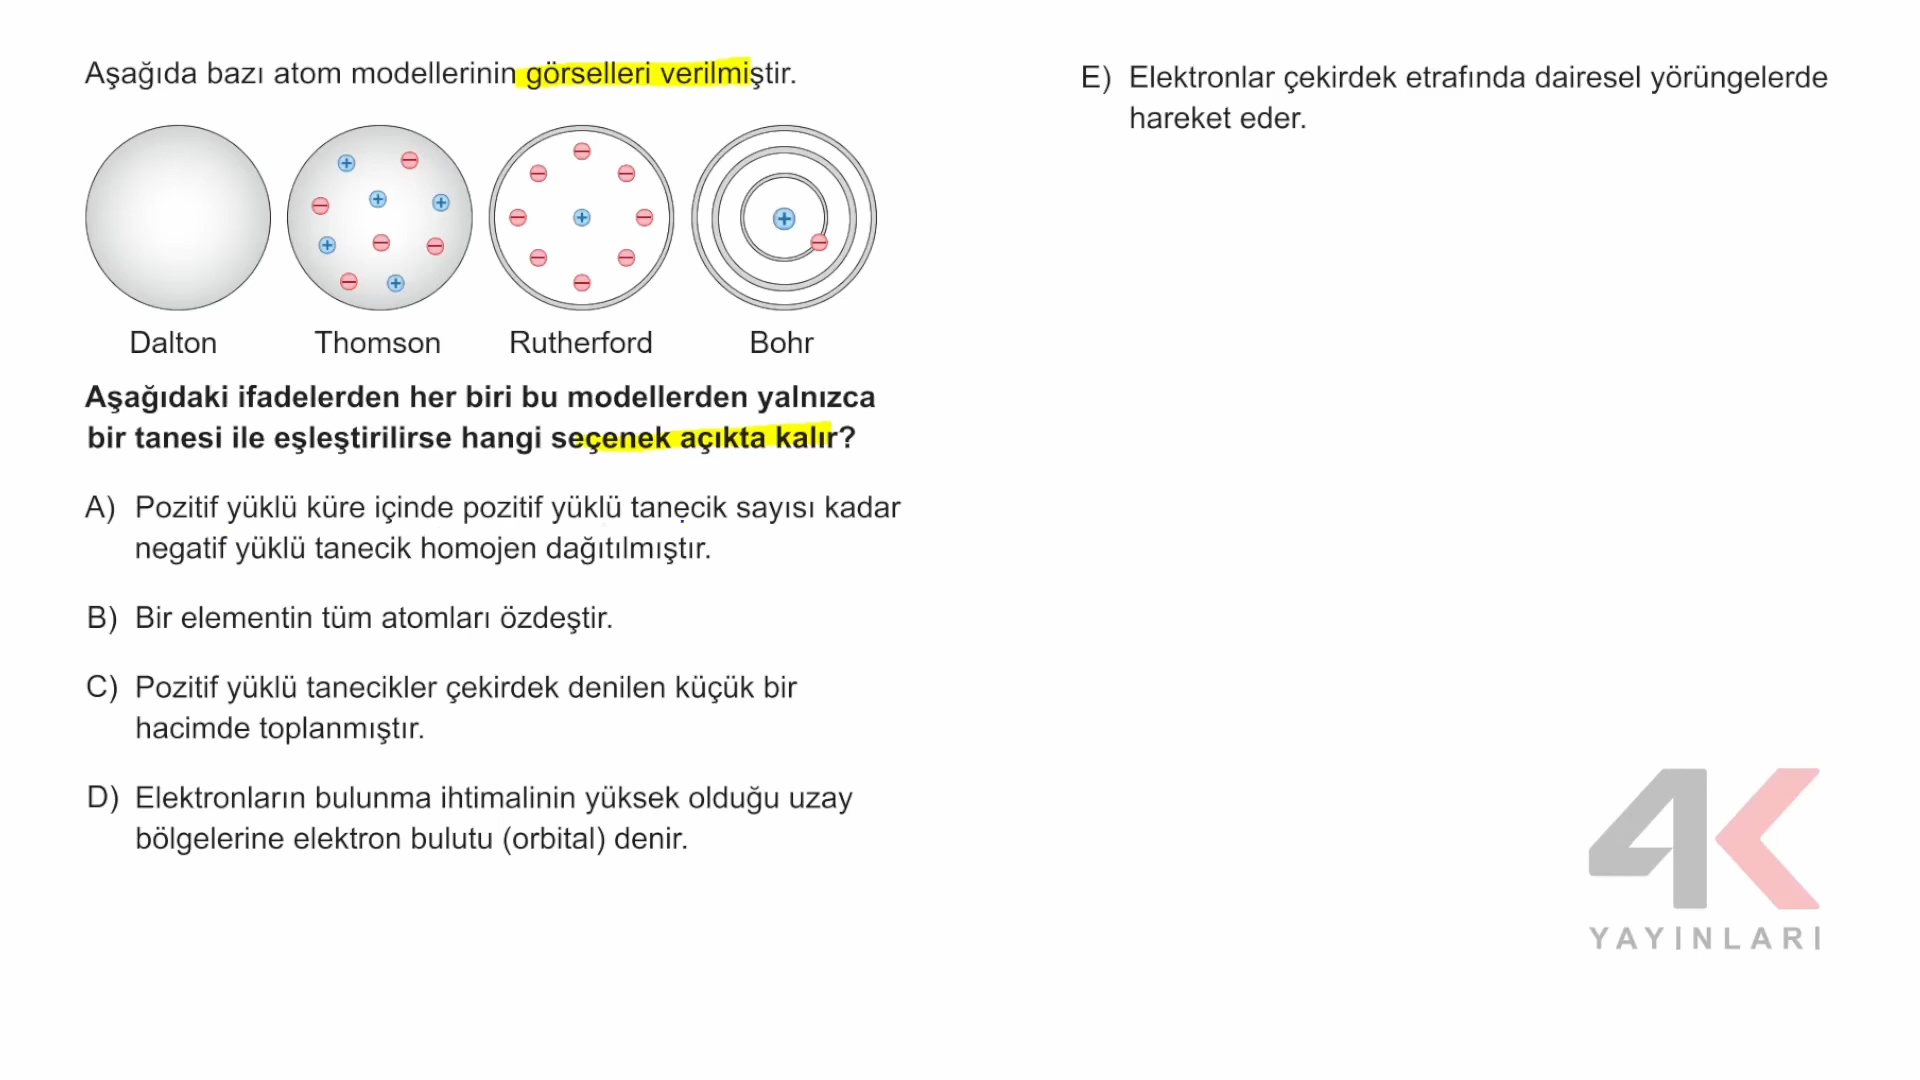 Aşağıda bazı atom modellerinin görselleri verilmiştir.
Dalton
Thomson
Rutherford
Bohr
Aşağıdaki ifadelerden her biri bu modellerden yalnızca
bir tanesi ile eşleştirilirse hangi seçenek açıkta kalır?
A) Pozitif yüklü küre içinde pozitif yüklü tanecik sayısı kadar
negatif yüklü tanecik homojen dağıtılmıştır.
B) Bir elementin tüm atomları özdeştir.
C) Pozitif yüklü tanecikler çekirdek denilen küçük bir
hacimde toplanmıştır.
D) Elektronların bulunma ihtimalinin yüksek olduğu uzay
bölgelerine elektron bulutu (orbital) denir.
E) Elektronlar çekirdek etrafında dairesel yörüngelerde
hareket eder.
4K
YAYINLARI